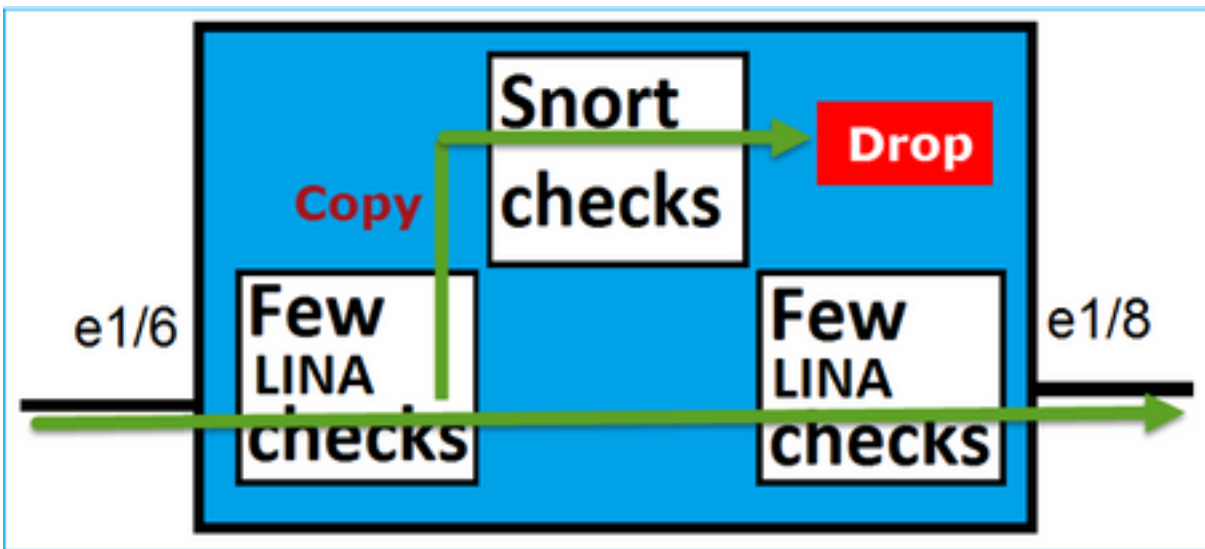 Snort
checks
Drop
Copy
e1/6
Few
LINA
checks
Few
LINA
checks
e1/8